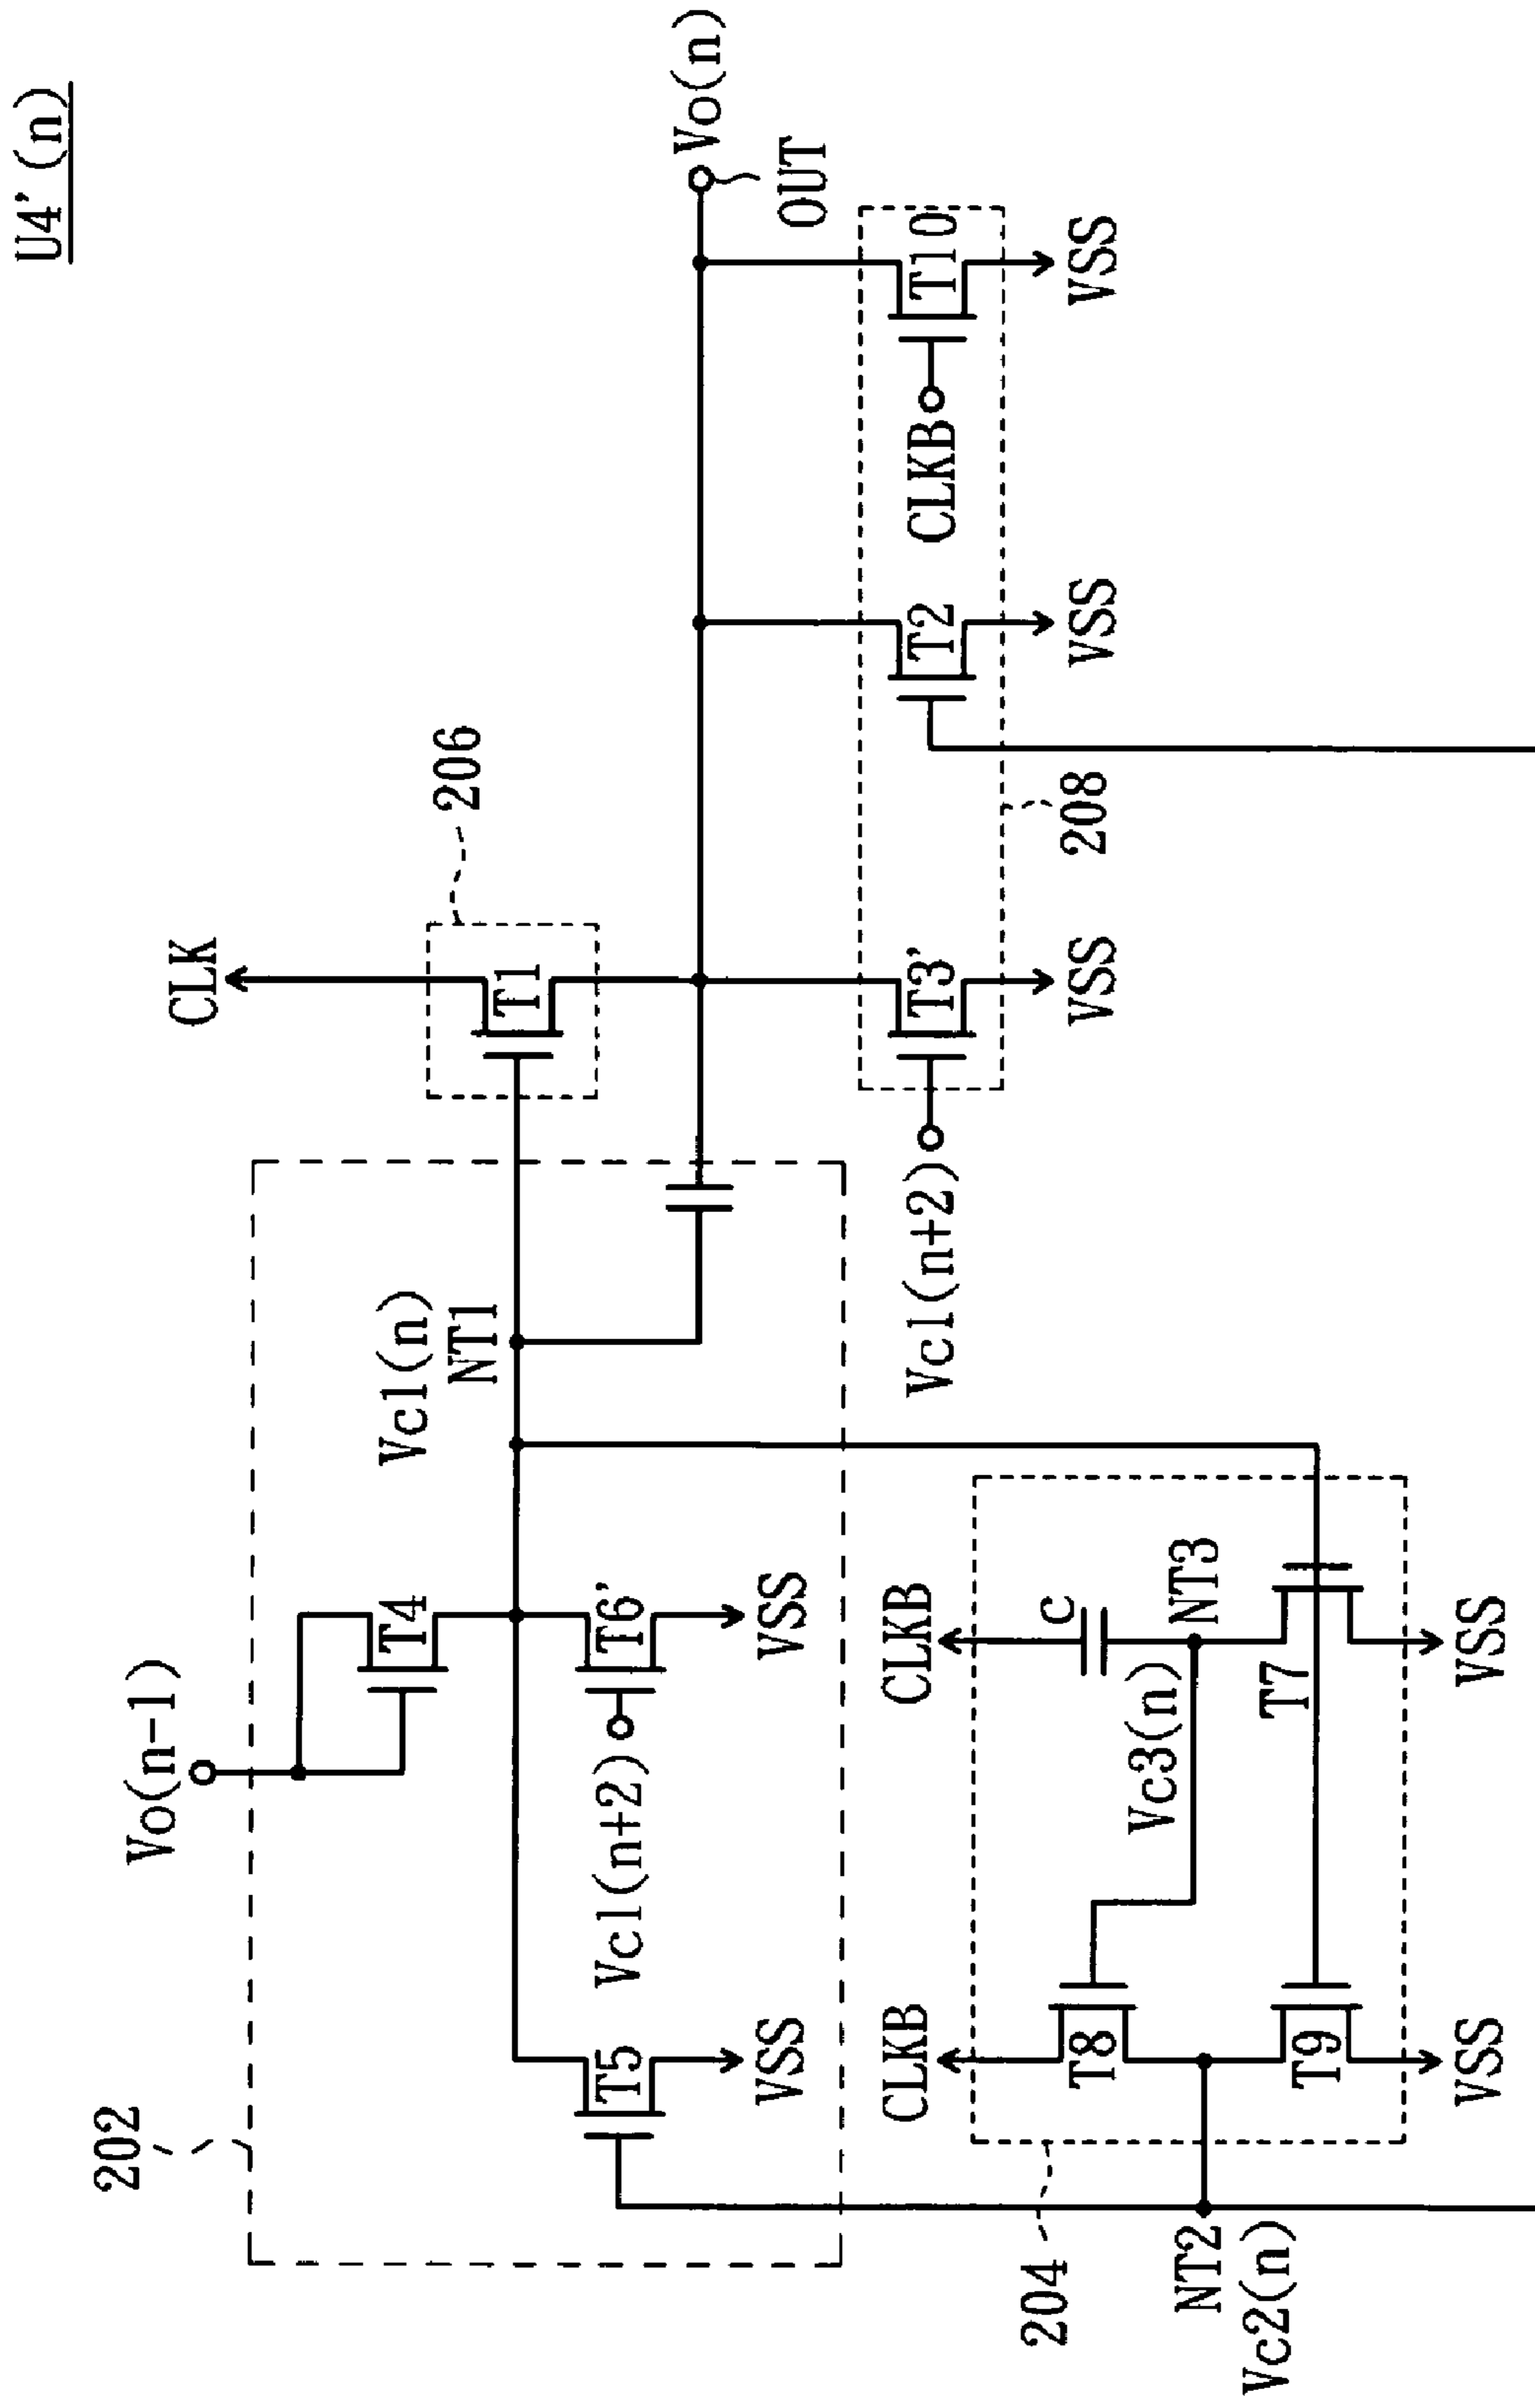 U4'(n)
CLK
206
T1
Vo(n-1)
202
T4
Vc1(n)
NT1
T5
T6'
Vc1(n+2)
VSS
VSS
Vo(n)
OUT
T3'
T2
T10
Vc1(n+2)
CLKB
208
VSS
VSS
VSS
CLKB
CLKB
C
T8
Vc3(n)
NT3
T9
T7
VSS
VSS
204
NT2
Vc2(n)